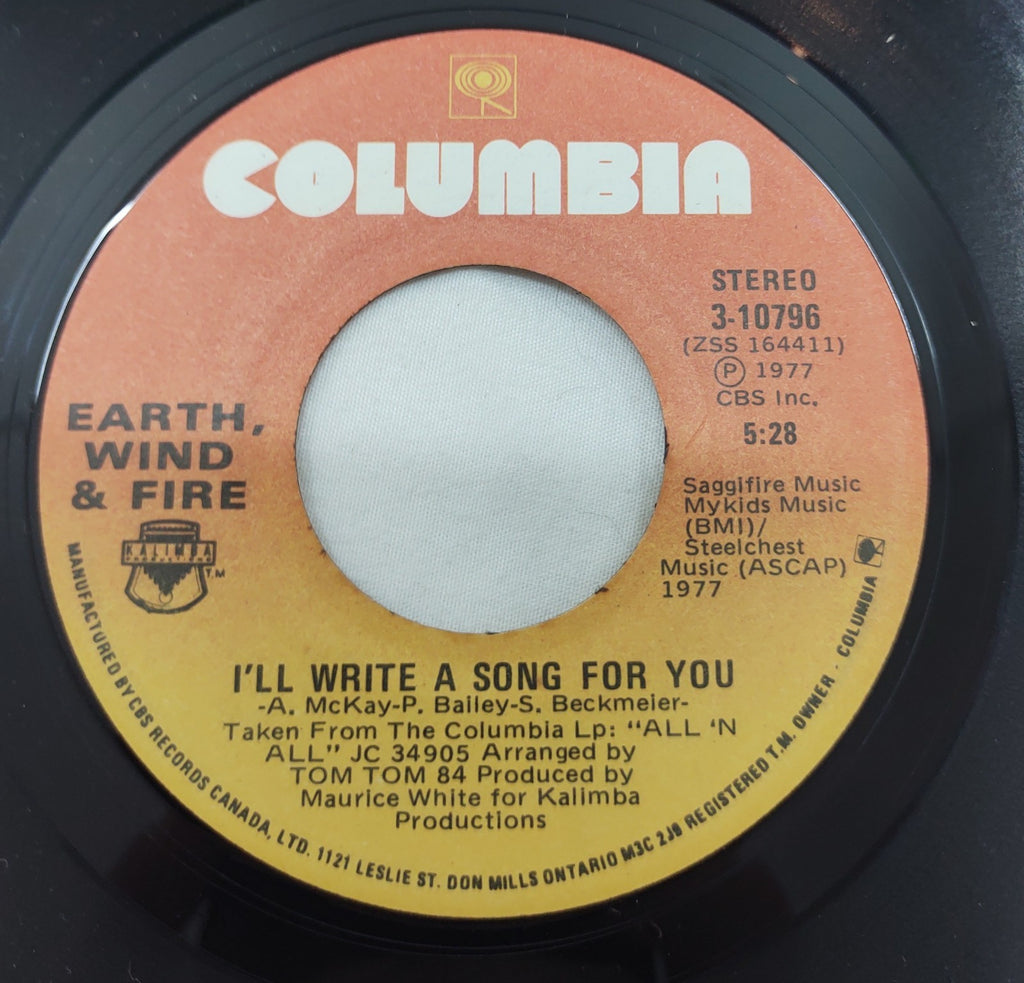 COLUMBIA
STEREO
3-10796
(ZSS 164411)
Ⓟ 1977
CBS Inc.
5:28
EARTH,
WIND
& FIRE
KALIMBA
PRODUCTIONS
T.M.
Saggifire Music
Mykids Music
(BMI)/
Steelchest
Music (ASCAP)
1977
I'LL WRITE A SONG FOR YOU
-A. McKay-P. Bailey-S. Beckmeier-
Taken From The Columbia Lp: "ALL 'N
ALL" JC 34905 Arranged by
TOM TOM 84 Produced by
Maurice White for Kalimba
Productions
MANUFACTURED BY CBS RECORDS CANADA, LTD. 1121 LESLIE ST. DON MILLS ONTARIO M3C 2J8 REGISTERED T.M. OWNER · COLUMBIA